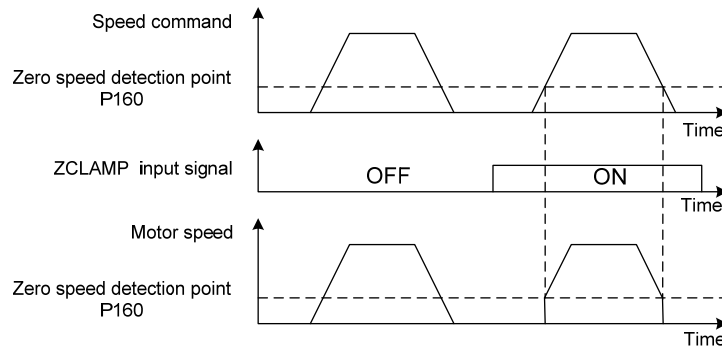 Speed command
Zero speed detection point
P160
Time
ZCLAMP input signal
OFF
ON
Time
Motor speed
Zero speed detection point
P160
Time